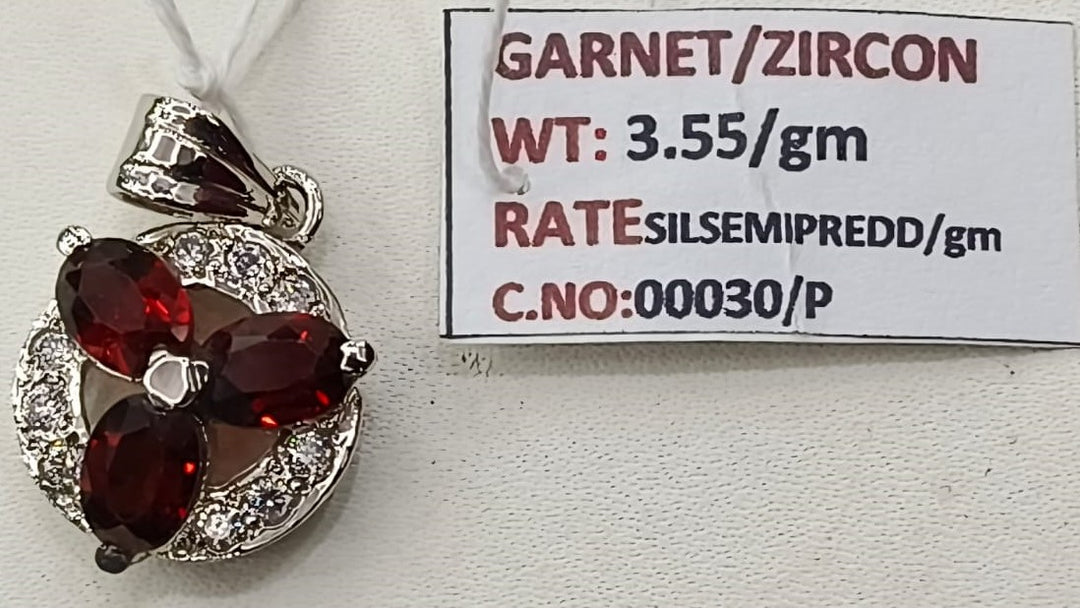 GARNET/ZIRCON
WT: 3.55/gm
RATESILSEMIPREDD/gm
C.NO:00030/P